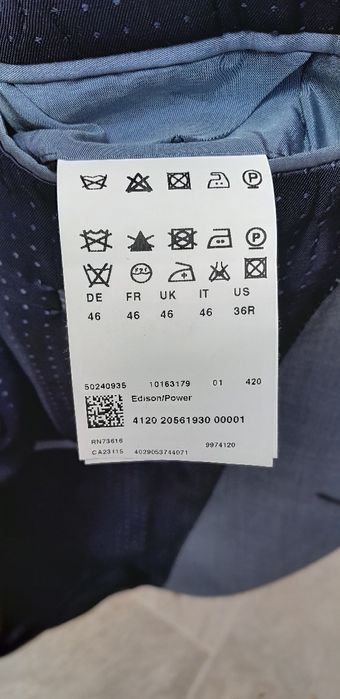 DE FR UK IT US
46 46 46 46 36R
50240935 10163179 01 420
Edison/Power
4120 20561930 00001
RN73616 9974120
CA23115 4029053744071